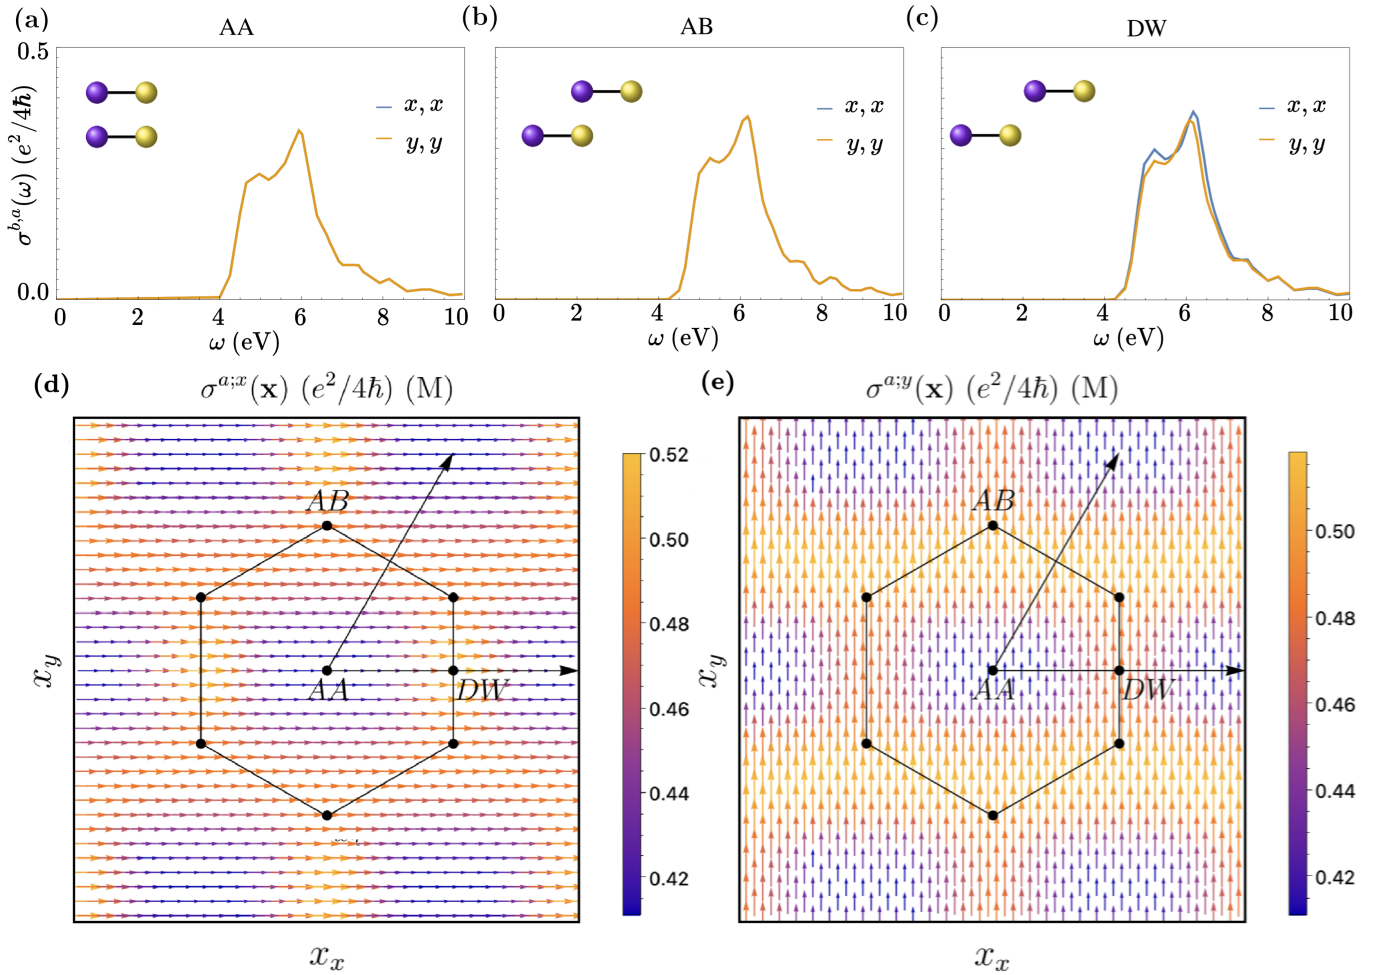 (a)
AA
0.5
0.0
σ^{b,a}(ω) (e²/4ħ)
x, x
y, y
0 2 4 6 8 10
ω (eV)
(b)
AB
x, x
y, y
0 2 4 6 8 10
ω (eV)
(c)
DW
x, x
y, y
0 2 4 6 8 10
ω (eV)
(d)
σ^{a;x}(x) (e²/4ħ) (M)
AB
AA
DW
x_y
x_x
0.52
0.50
0.48
0.46
0.44
0.42
(e)
σ^{a;y}(x) (e²/4ħ) (M)
AB
AA
DW
x_y
x_x
0.50
0.48
0.46
0.44
0.42